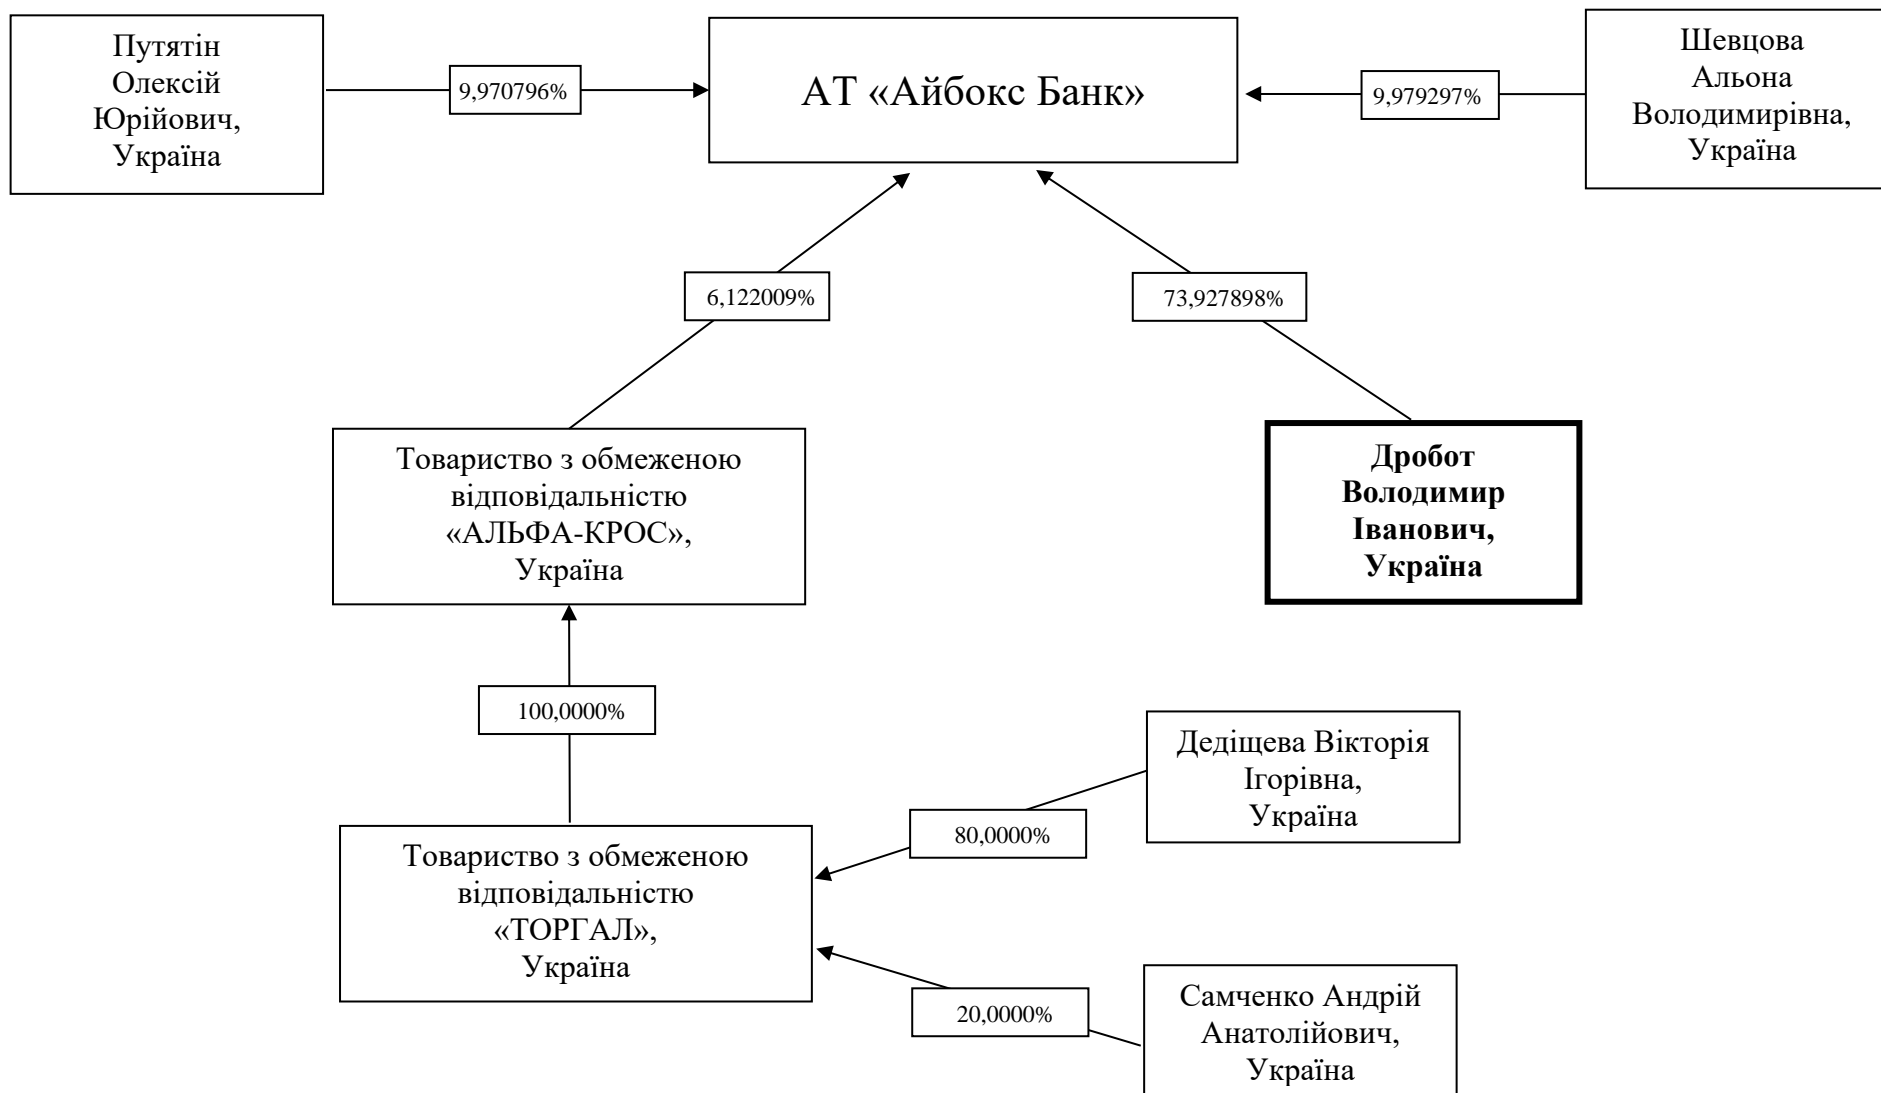 Путятін
Олексій
Юрійович,
Україна
9,970796%
АТ «Айбокс Банк»
9,979297%
Шевцова
Альона
Володимирівна,
Україна
6,122009%
73,927898%
Товариство з обмеженою
відповідальністю
«АЛЬФА-КРОС»,
Україна
Дробот
Володимир
Іванович,
Україна
100,0000%
Дедіщева Вікторія
Ігорівна,
Україна
80,0000%
Товариство з обмеженою
відповідальністю
«ТОРГАЛ»,
Україна
20,0000%
Самченко Андрій
Анатолійович,
Україна